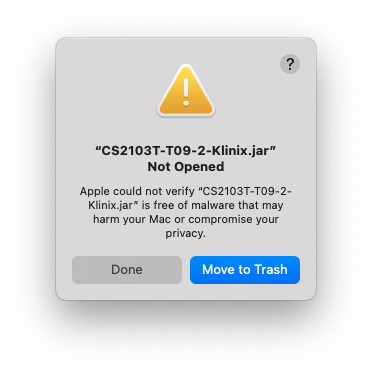 ?
“CS2103T-T09-2-Klinix.jar”
Not Opened
Apple could not verify “CS2103T-T09-2-
Klinix.jar” is free of malware that may
harm your Mac or compromise your
privacy.
Done
Move to Trash